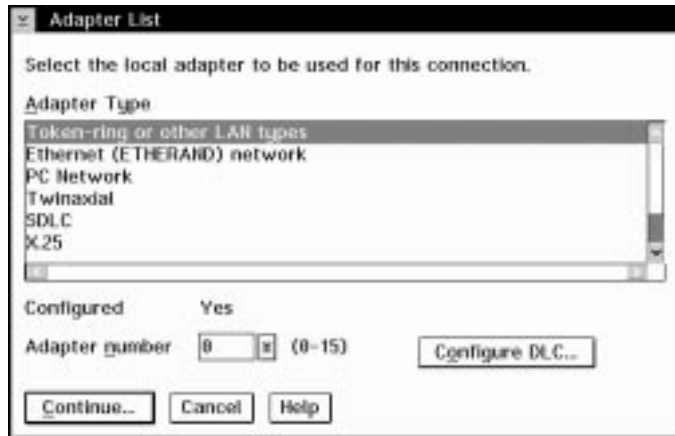 Adapter List
Select the local adapter to be used for this connection.
Adapter Type
Token-ring or other LAN types
Ethernet (ETHERAND) network
PC Network
Twinaxial
SDLC
X.25
Configured Yes
Adapter number 0 (0-15) Configure DLC...
Continue... Cancel Help